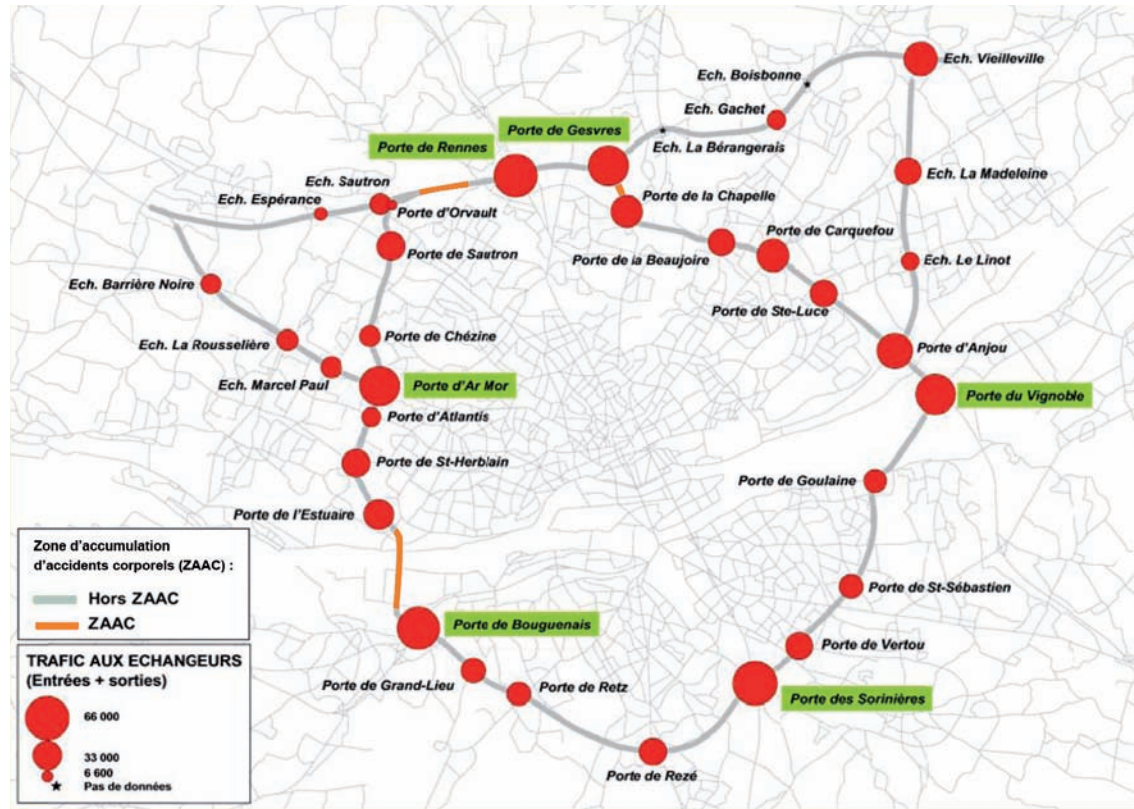 Ech. Vieilleville
Ech. Boisbonne
Ech. Gachet
Porte de Gesvres
Porte de Rennes
Ech. La Bérangerais
Ech. La Madeleine
Ech. Sautron
Ech. Espérance
Porte d'Orvault
Porte de la Chapelle
Porte de Carquefou
Porte de Sautron
Porte de la Beaujoire
Ech. Le Linot
Ech. Barrière Noire
Porte de Ste-Luce
Porte de Chézine
Ech. La Rousselière
Porte d'Anjou
Ech. Marcel Paul
Porte d'Ar Mor
Porte du Vignoble
Porte d'Atlantis
Porte de St-Herblain
Porte de Goulaine
Porte de l'Estuaire
Zone d'accumulation
d'accidents corporels (ZAAC) :
Hors ZAAC
ZAAC
Porte de St-Sébastien
Porte de Bouguenais
Porte de Vertou
TRAFIC AUX ECHANGEURS
(Entrées + sorties)
66 000
33 000
6 600
Pas de données
Porte de Grand-Lieu
Porte de Retz
Porte des Sorinières
Porte de Rezé